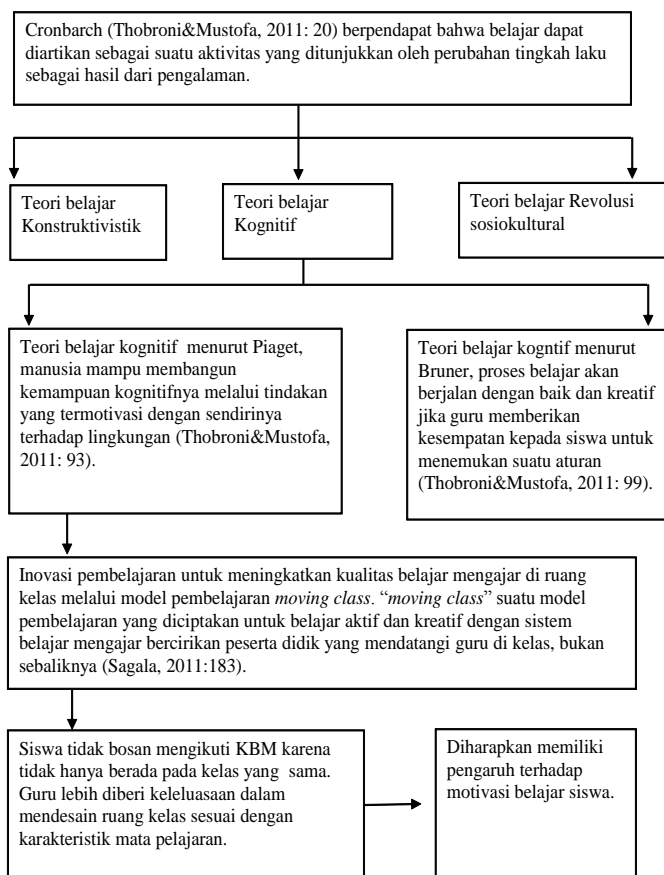 Cronbarch (Thobroni&Mustofa, 2011: 20) berpendapat bahwa belajar dapat
diartikan sebagai suatu aktivitas yang ditunjukkan oleh perubahan tingkah laku
sebagai hasil dari pengalaman.
Teori belajar
Konstruktivistik
Teori belajar
Kognitif
Teori belajar Revolusi
sosiokultural
Teori belajar kognitif menurut Piaget,
manusia mampu membangun
kemampuan kognitifnya melalui tindakan
yang termotivasi dengan sendirinya
terhadap lingkungan (Thobroni&Mustofa,
2011: 93).
Teori belajar kogntif menurut
Bruner, proses belajar akan
berjalan dengan baik dan kreatif
jika guru memberikan
kesempatan kepada siswa untuk
menemukan suatu aturan
(Thobroni&Mustofa, 2011: 99).
Inovasi pembelajaran untuk meningkatkan kualitas belajar mengajar di ruang
kelas melalui model pembelajaran moving class. “moving class” suatu model
pembelajaran yang diciptakan untuk belajar aktif dan kreatif dengan sistem
belajar mengajar bercirikan peserta didik yang mendatangi guru di kelas, bukan
sebaliknya (Sagala, 2011:183).
Siswa tidak bosan mengikuti KBM karena
tidak hanya berada pada kelas yang sama.
Guru lebih diberi keleluasaan dalam
mendesain ruang kelas sesuai dengan
karakteristik mata pelajaran.
Diharapkan memiliki
pengaruh terhadap
motivasi belajar siswa.